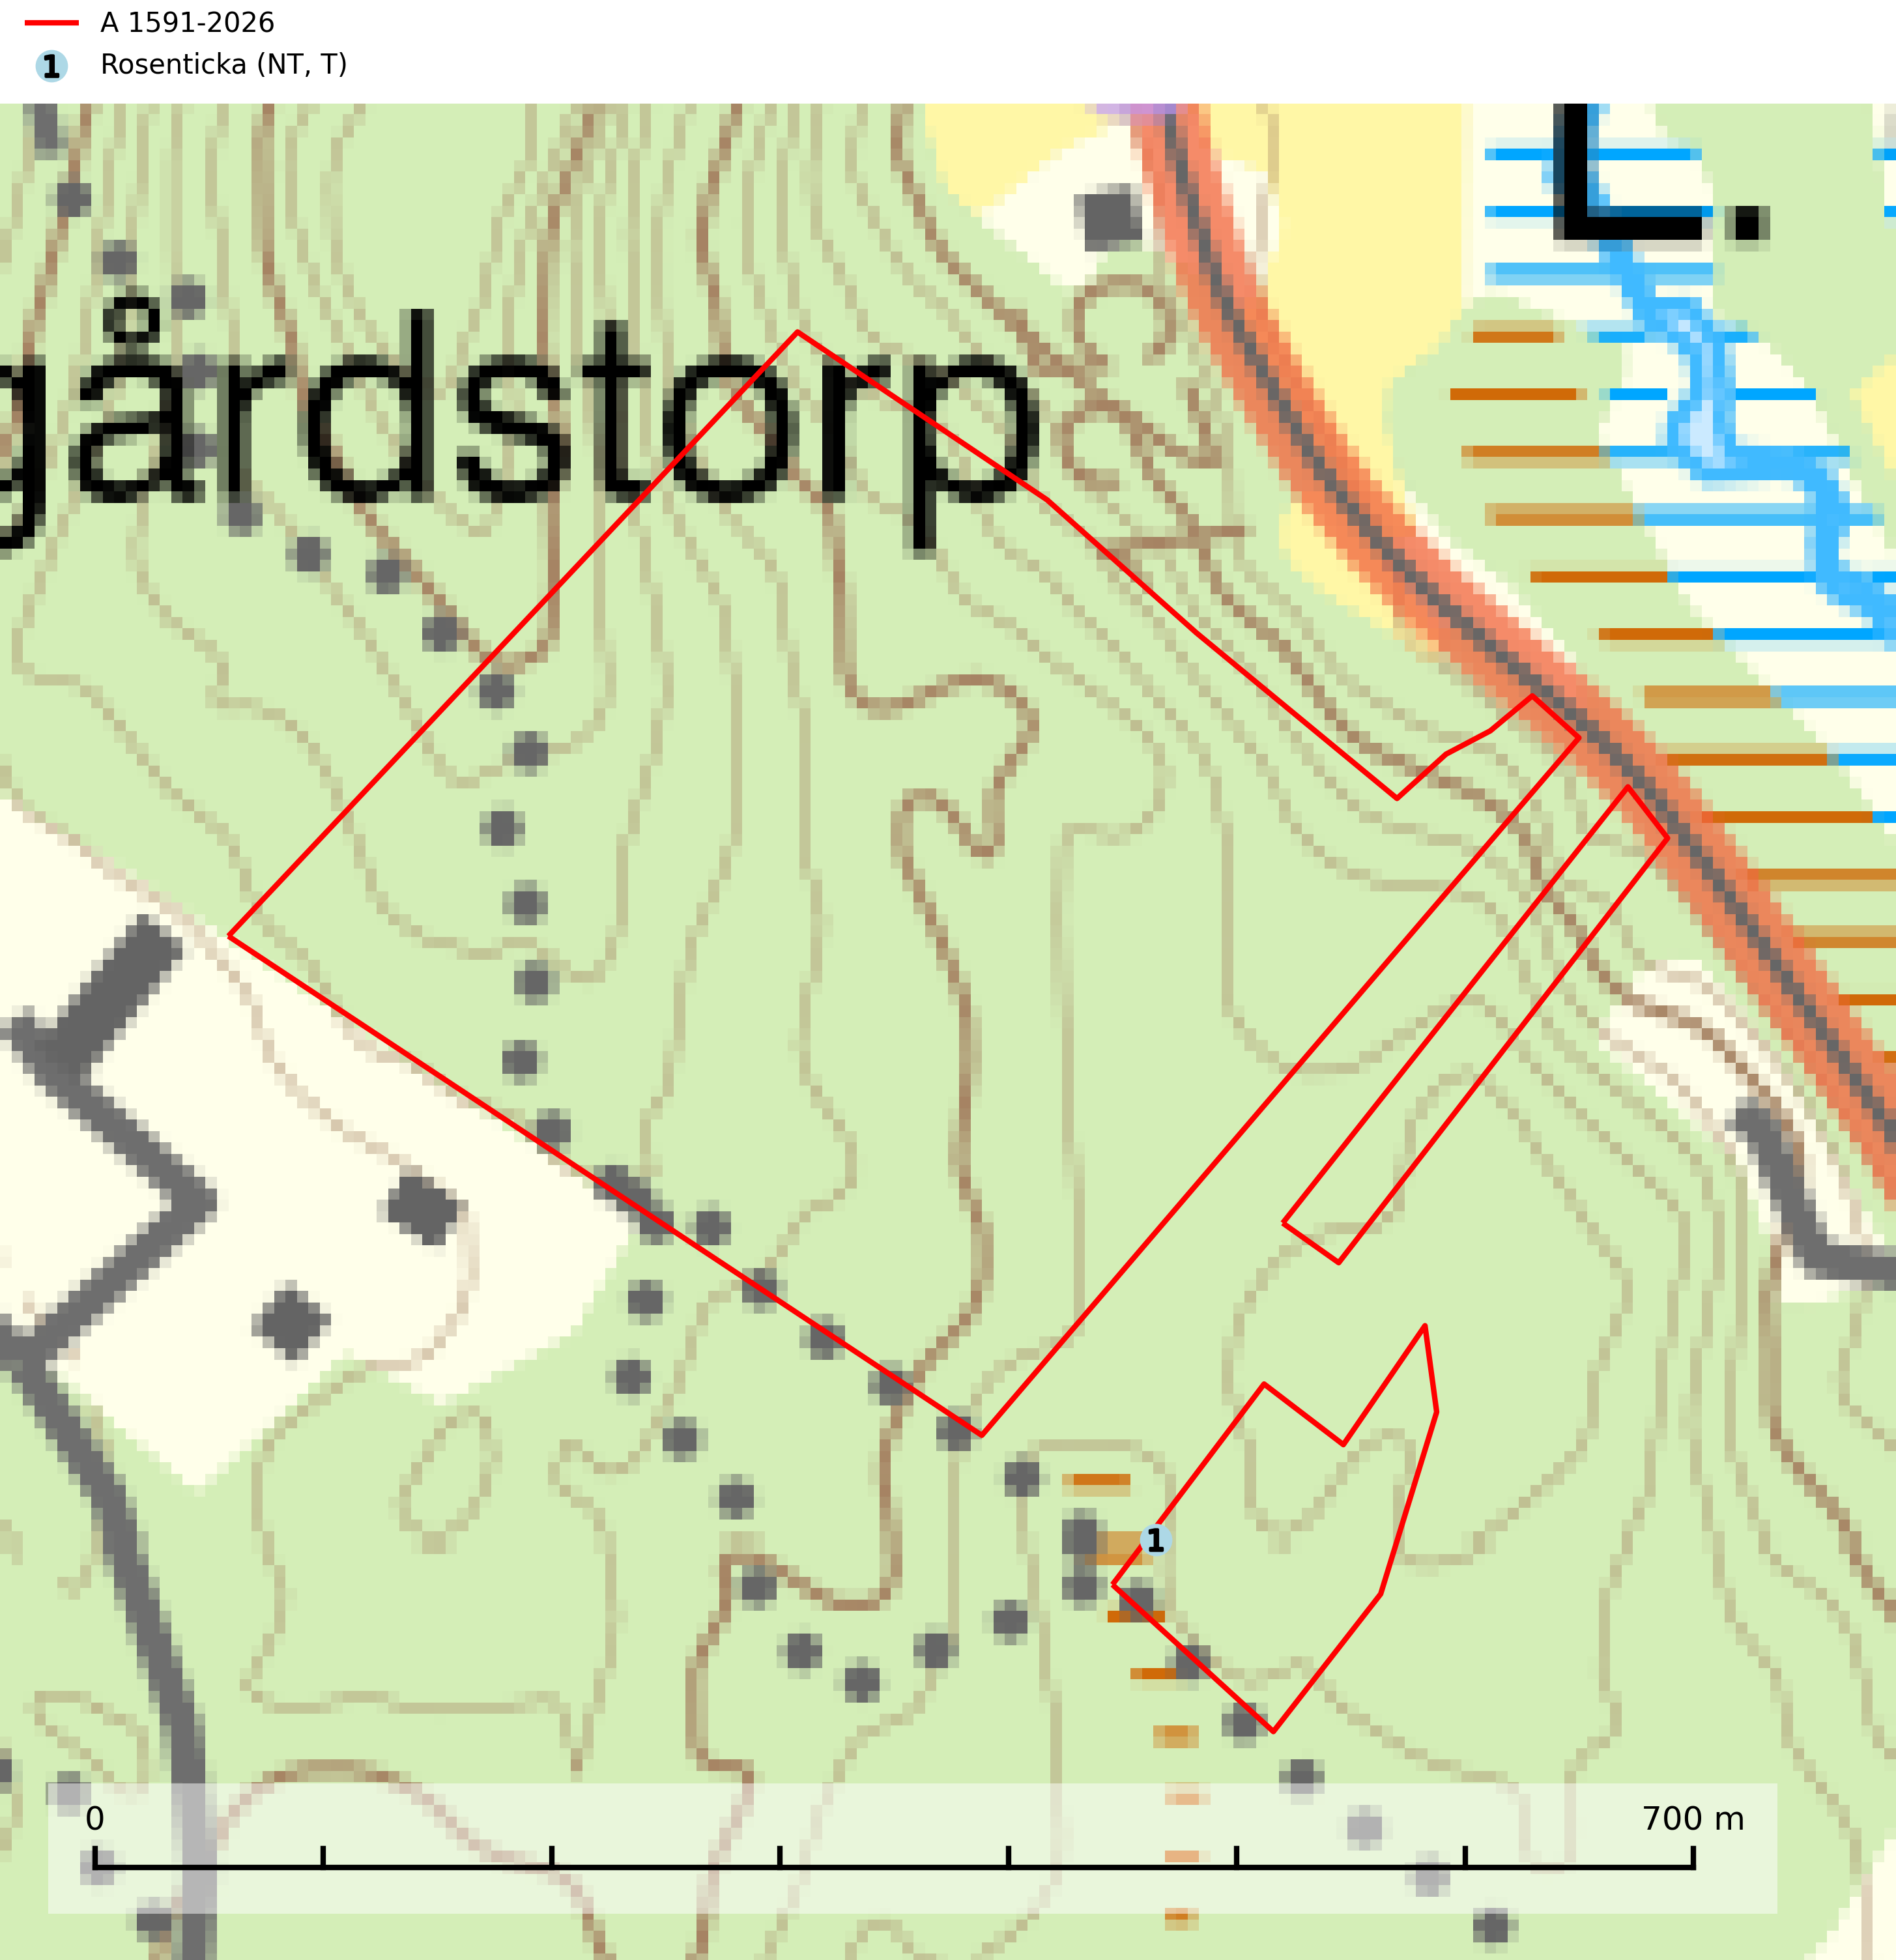 A 1591-2026
1 Rosenticka (NT, T)
L.
gårdstorp
1
0 700 m